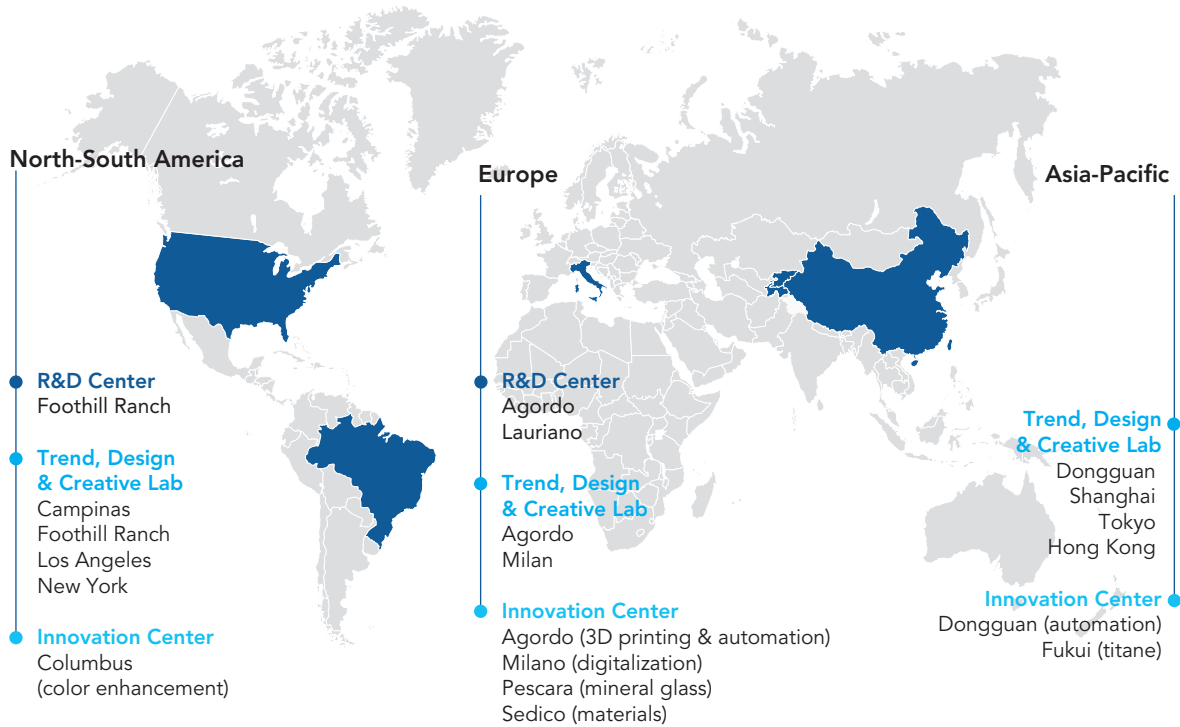 North-South America
R&D Center
Foothill Ranch
Trend, Design
& Creative Lab
Campinas
Foothill Ranch
Los Angeles
New York
Innovation Center
Columbus
(color enhancement)
Europe
R&D Center
Agordo
Lauriano
Trend, Design
& Creative Lab
Agordo
Milan
Innovation Center
Agordo (3D printing & automation)
Milano (digitalization)
Pescara (mineral glass)
Sedico (materials)
Asia-Pacific
Trend, Design
& Creative Lab
Dongguan
Shanghai
Tokyo
Hong Kong
Innovation Center
Dongguan (automation)
Fukui (titane)